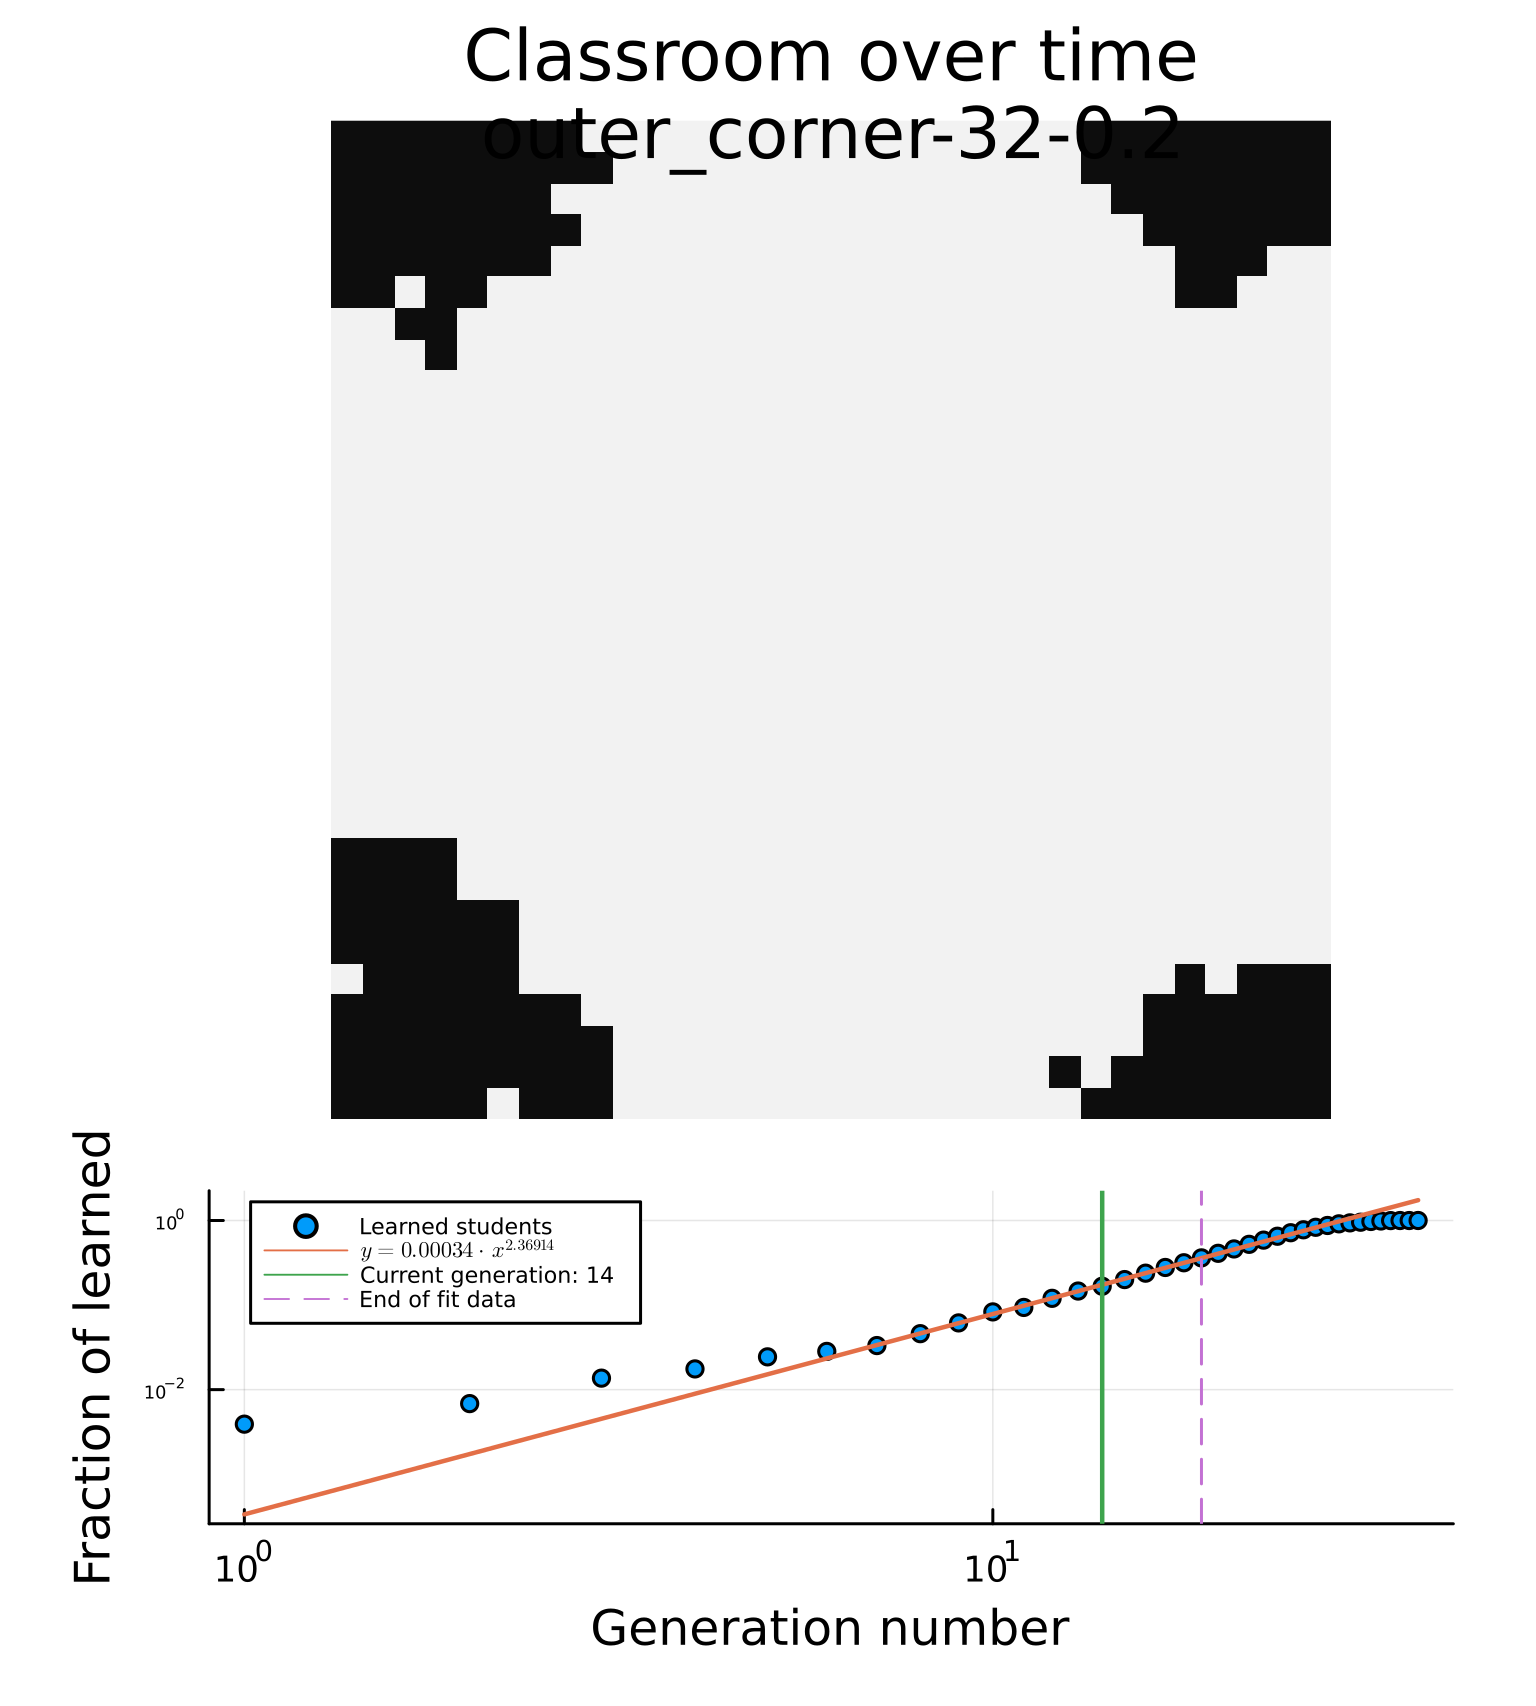 Classroom over time
outer_corner-32-0.2
Fraction of learned
10^0
10^−2
Learned students
y = 0.00034 · x^2.36914
Current generation: 14
End of fit data
10^0
10^1
Generation number